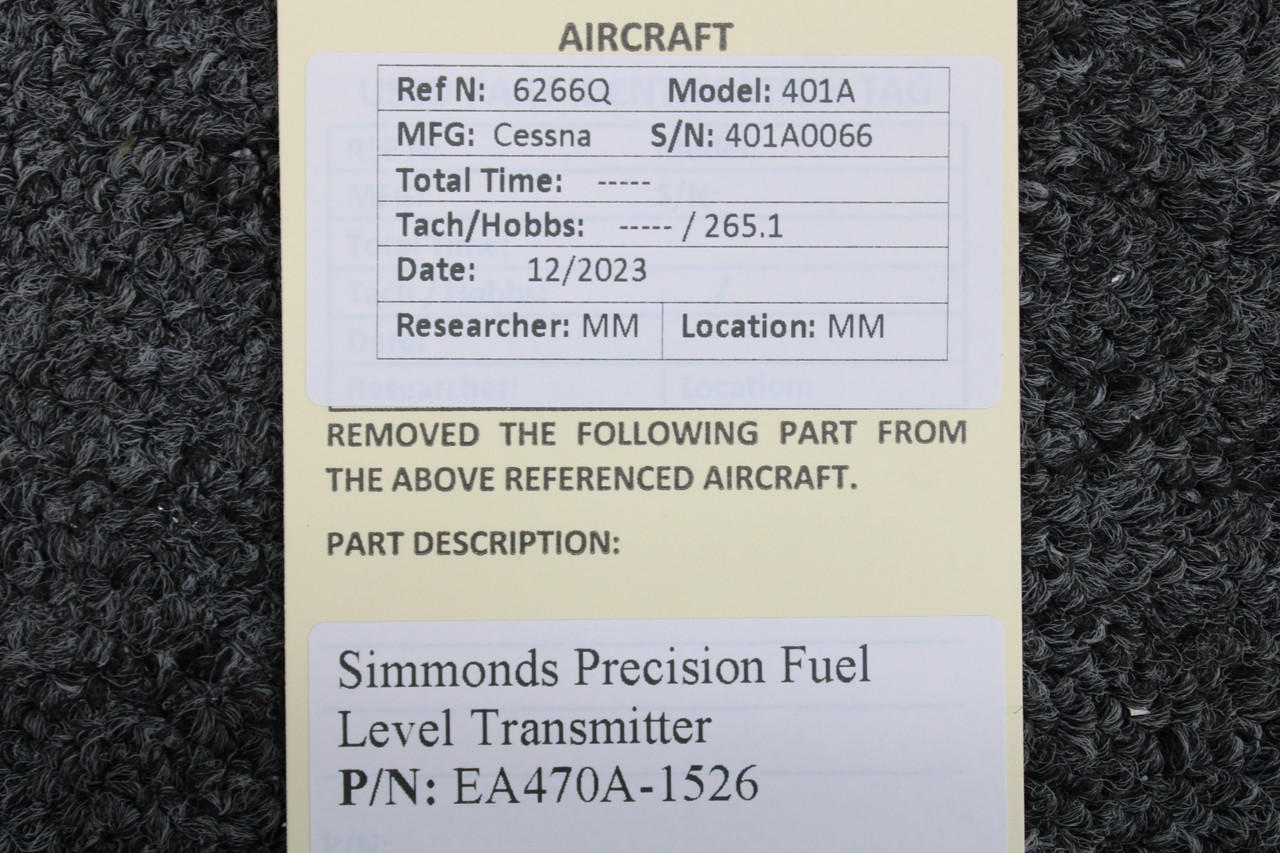 AIRCRAFT
Ref N: 6266Q Model: 401A
MFG: Cessna S/N: 401A0066
Total Time: -----
Tach/Hobbs: ----- / 265.1
Date: 12/2023
Researcher: MM Location: MM
REMOVED THE FOLLOWING PART FROM
THE ABOVE REFERENCED AIRCRAFT.
PART DESCRIPTION:
Simmonds Precision Fuel
Level Transmitter
P/N: EA470A-1526
P/N: